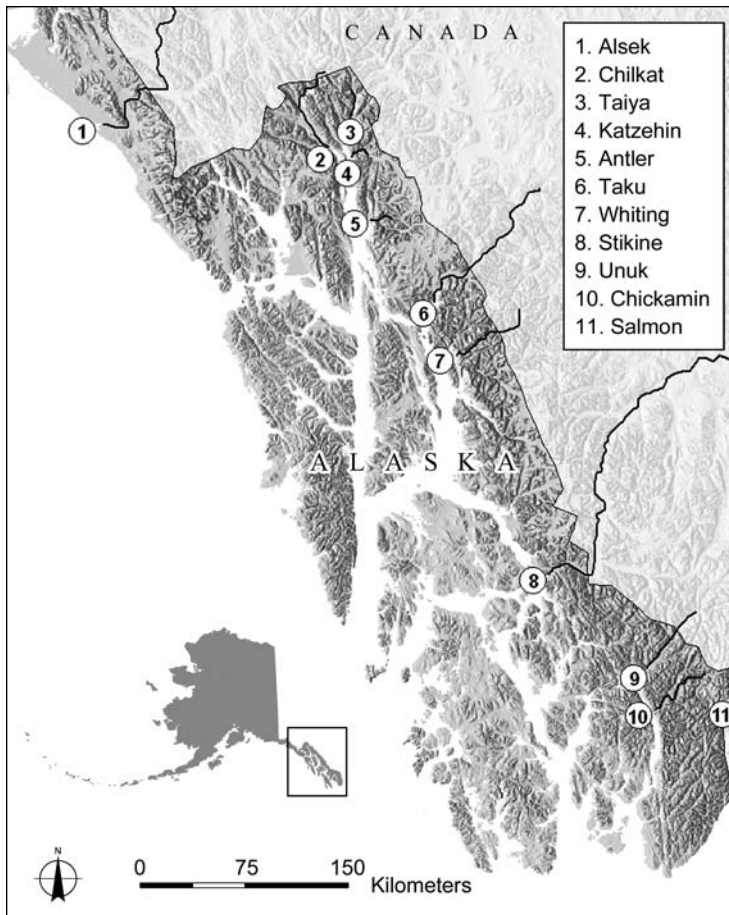 CANADA
1. Alsek
2. Chilkat
3. Taiya
4. Katzehin
5. Antler
6. Taku
7. Whiting
8. Stikine
9. Unuk
10. Chickamin
11. Salmon
1
2
3
4
5
6
7
ALASKA
8
9
10
11
N
0 75 150
Kilometers